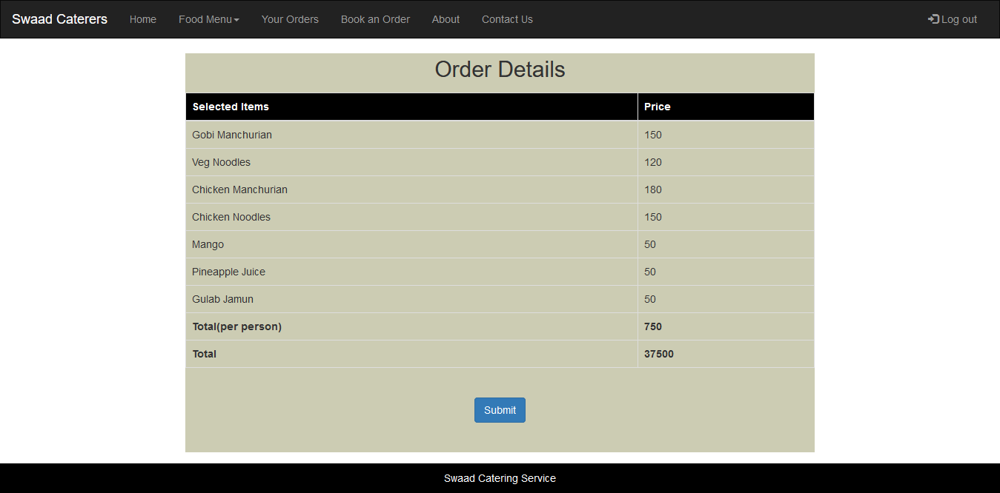 Swaad Caterers Home Food Menu Your Orders Book an Order About Contact Us Log out
Order Details
Selected Items Price
Gobi Manchurian 150
Veg Noodles 120
Chicken Manchurian 180
Chicken Noodles 150
Mango 50
Pineapple Juice 50
Gulab Jamun 50
Total(per person) 750
Total 37500
Submit
Swaad Catering Service